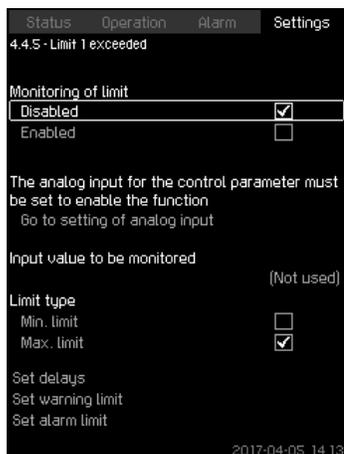 Status Operation Alarm Settings
4.4.5 - Limit 1 exceeded
Monitoring of limit
Disabled
Enabled
The analog input for the control parameter must
be set to enable the function
Go to setting of analog input
Input value to be monitored
(Not used)
Limit type
Min. limit
Max. limit
Set delays
Set warning limit
Set alarm limit
2017-04-05 14:13